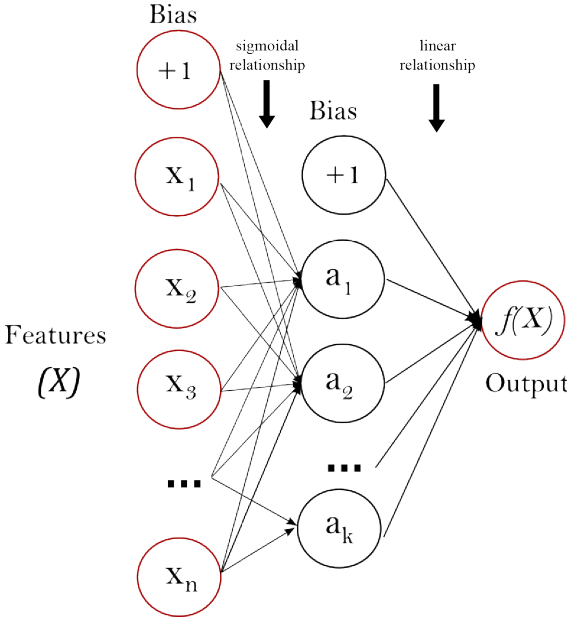 Bias
+1
sigmoidal
relationship
linear
relationship
Bias
x1
+1
x2
a1
Features
(X)
f(X)
Output
x3
a2
...
...
xn
ak